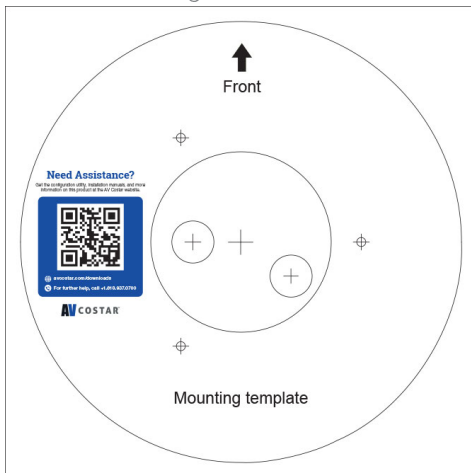 Front
Need Assistance?
Get the configuration utility, installation manuals, and more
information on this product at the AV Costar website.
avcostar.com/downloads
For further help, call +1.818.937.0700
AV COSTAR
Mounting template